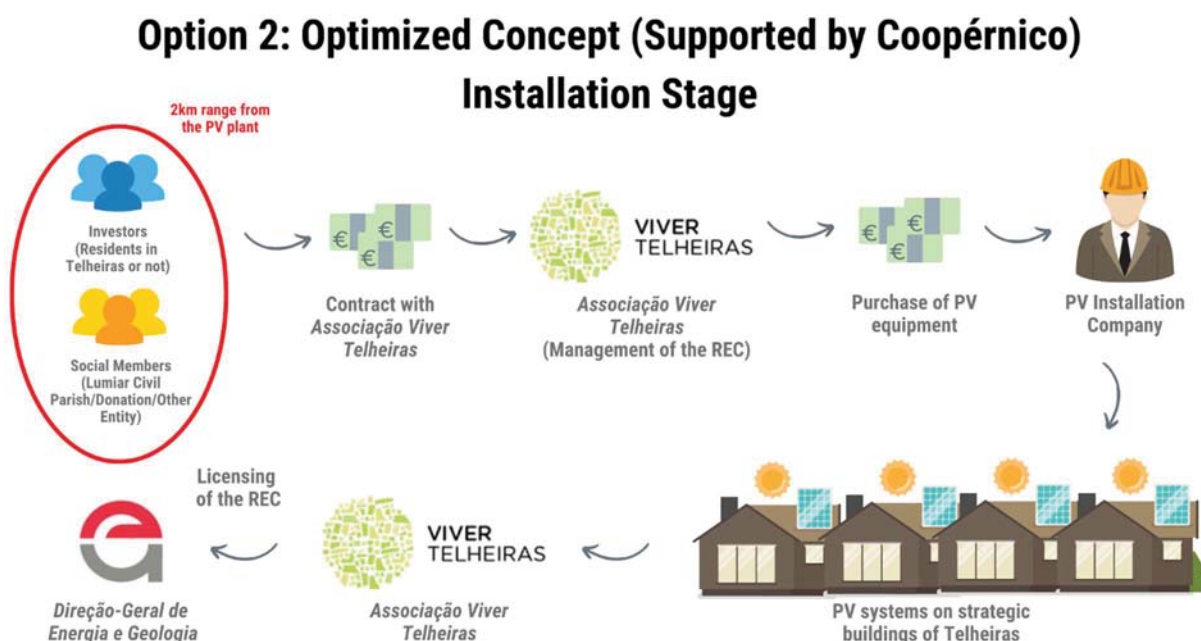 Option 2: Optimized Concept (Supported by Coopérnico)
Installation Stage
2km range from
the PV plant
Investors
(Residents in
Telheiras or not)
Social Members
(Lumiar Civil
Parish/Donation/Other
Entity)
€ € €
Contract with
Associação Viver
Telheiras
VIVER
TELHEIRAS
Associação Viver
Telheiras
(Management of the REC)
€ € €
Purchase of PV
equipment
PV Installation
Company
PV systems on strategic
buildings of Telheiras
VIVER
TELHEIRAS
Associação Viver
Telheiras
Licensing
of the REC
Direção-Geral de
Energia e Geologia